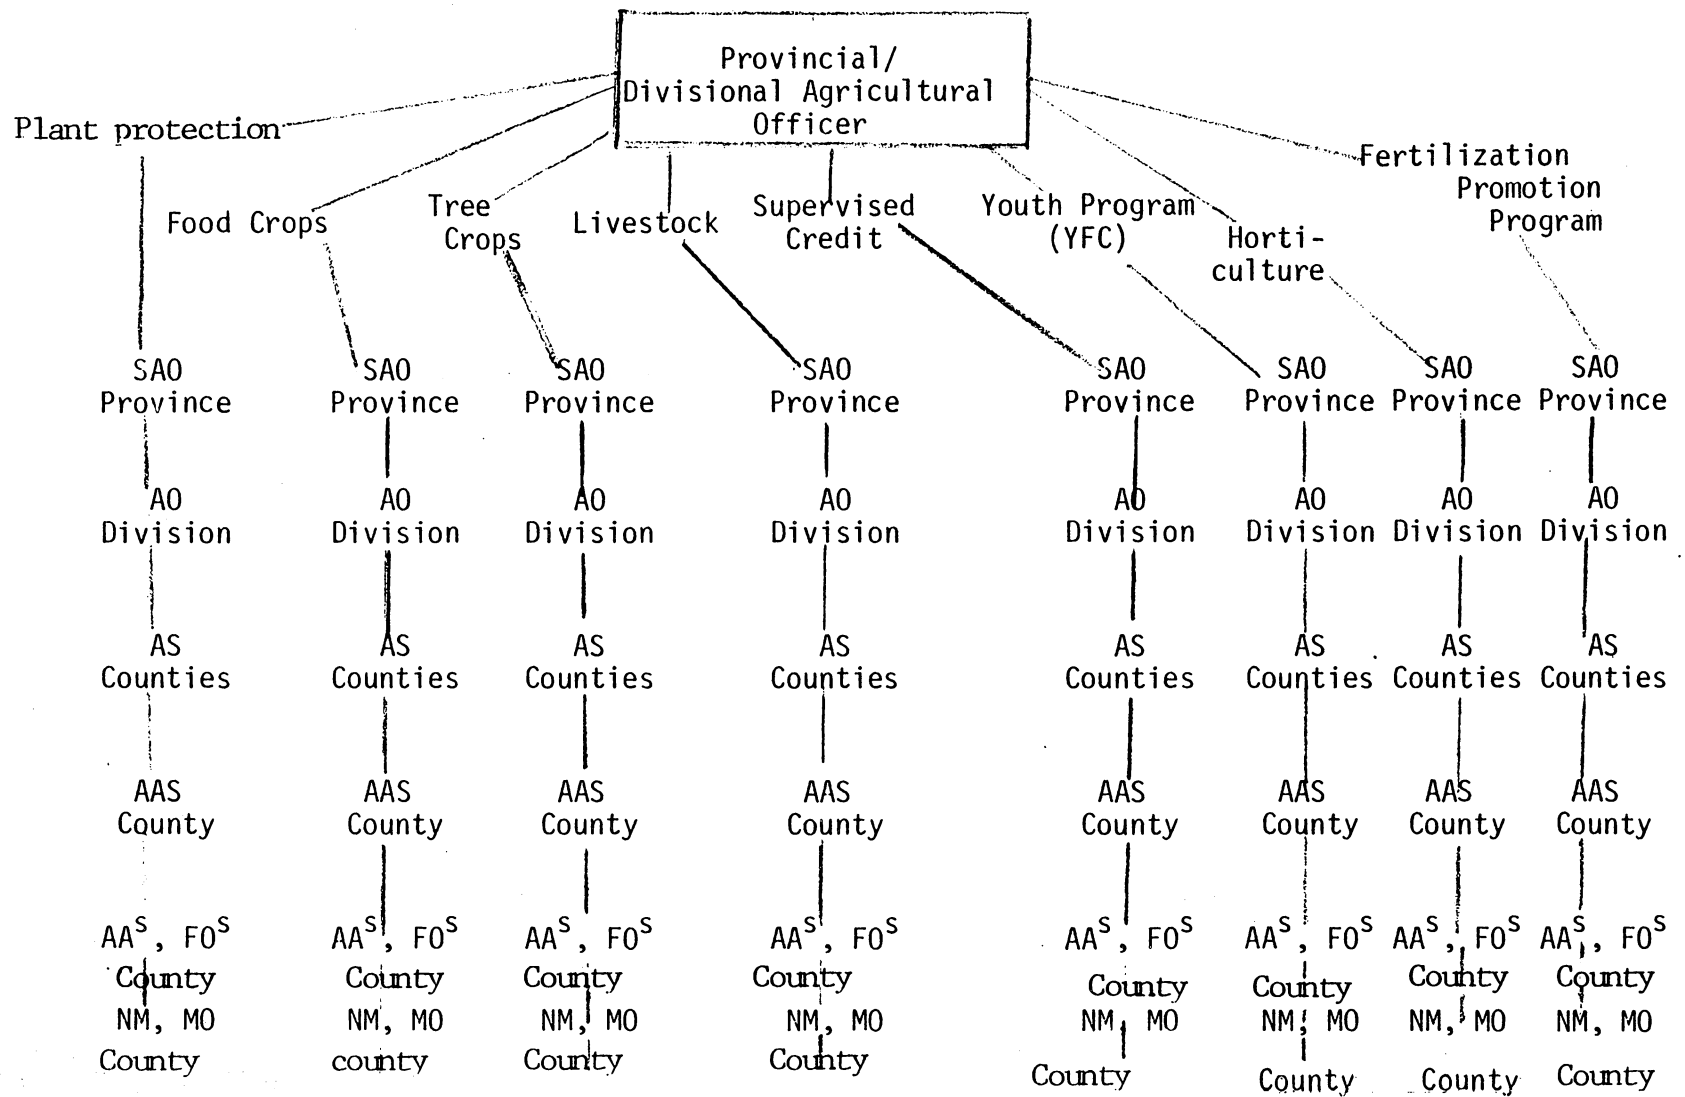 Provincial/
Divisional Agricultural
Officer
Plant protection
Food Crops
Tree
Crops
Livestock
Supervised
Credit
Youth Program
(YFC)
Horti-
culture
Fertilization
Promotion
Program
SAO SAO SAO SAO SAO SAO SAO SAO
Province Province Province Province Province Province Province Province
AO AO AO AO AO AO AO AO
Division Division Division Division Division Division Division Division
AS AS AS AS AS AS AS AS
Counties Counties Counties Counties Counties Counties Counties Counties
AAS AAS AAS AAS AAS AAS AAS AAS
County County County County County County County County
AAS, FOS AAS, FOS AAS, FOS AAS, FOS AAS, FOS AAS, FOS AAS, FOS AAS, FOS
County County County County County County County County
NM, MO NM, MO NM, MO NM, MO NM, MO NM, MO NM, MO NM, MO
County county County County County County County County